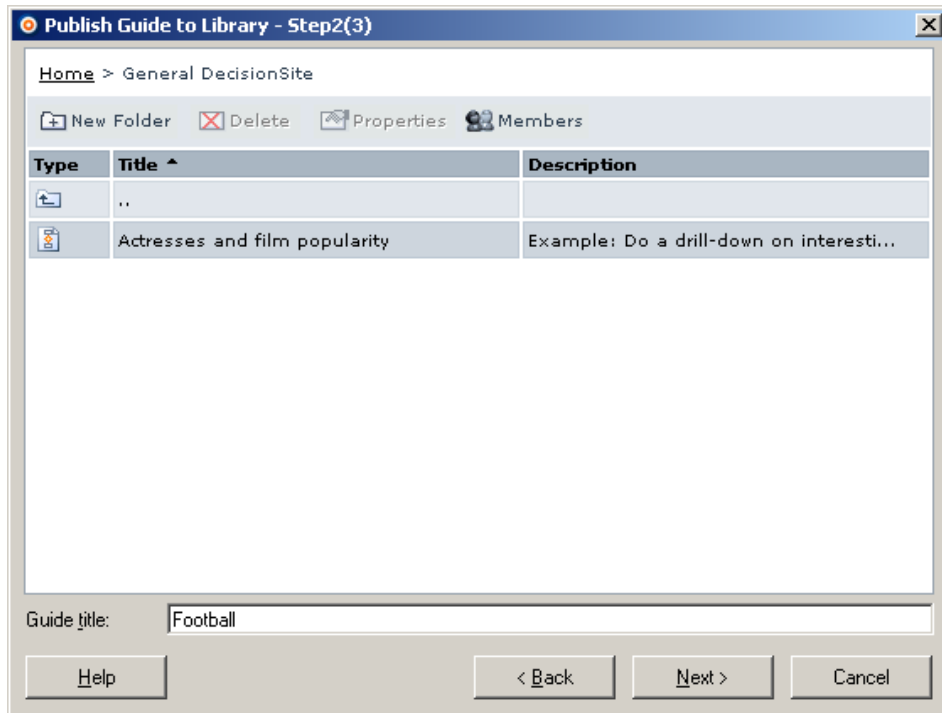 Publish Guide to Library - Step2(3)
Home > General DecisionSite
New Folder Delete Properties Members
Type Title Description
..
Actresses and film popularity Example: Do a drill-down on interesti...
Guide title: Football
Help < Back Next > Cancel